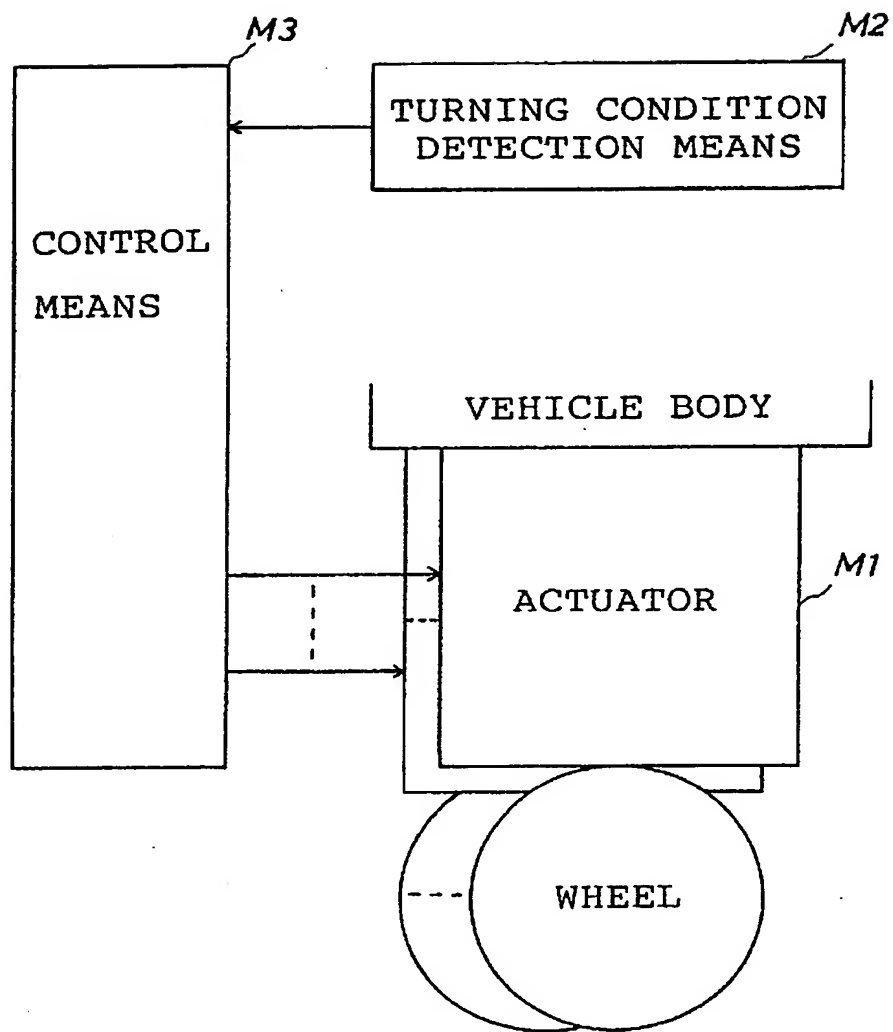 M3
M2
TURNING CONDITION
DETECTION MEANS
CONTROL
MEANS
VEHICLE BODY
M1
ACTUATOR
WHEEL